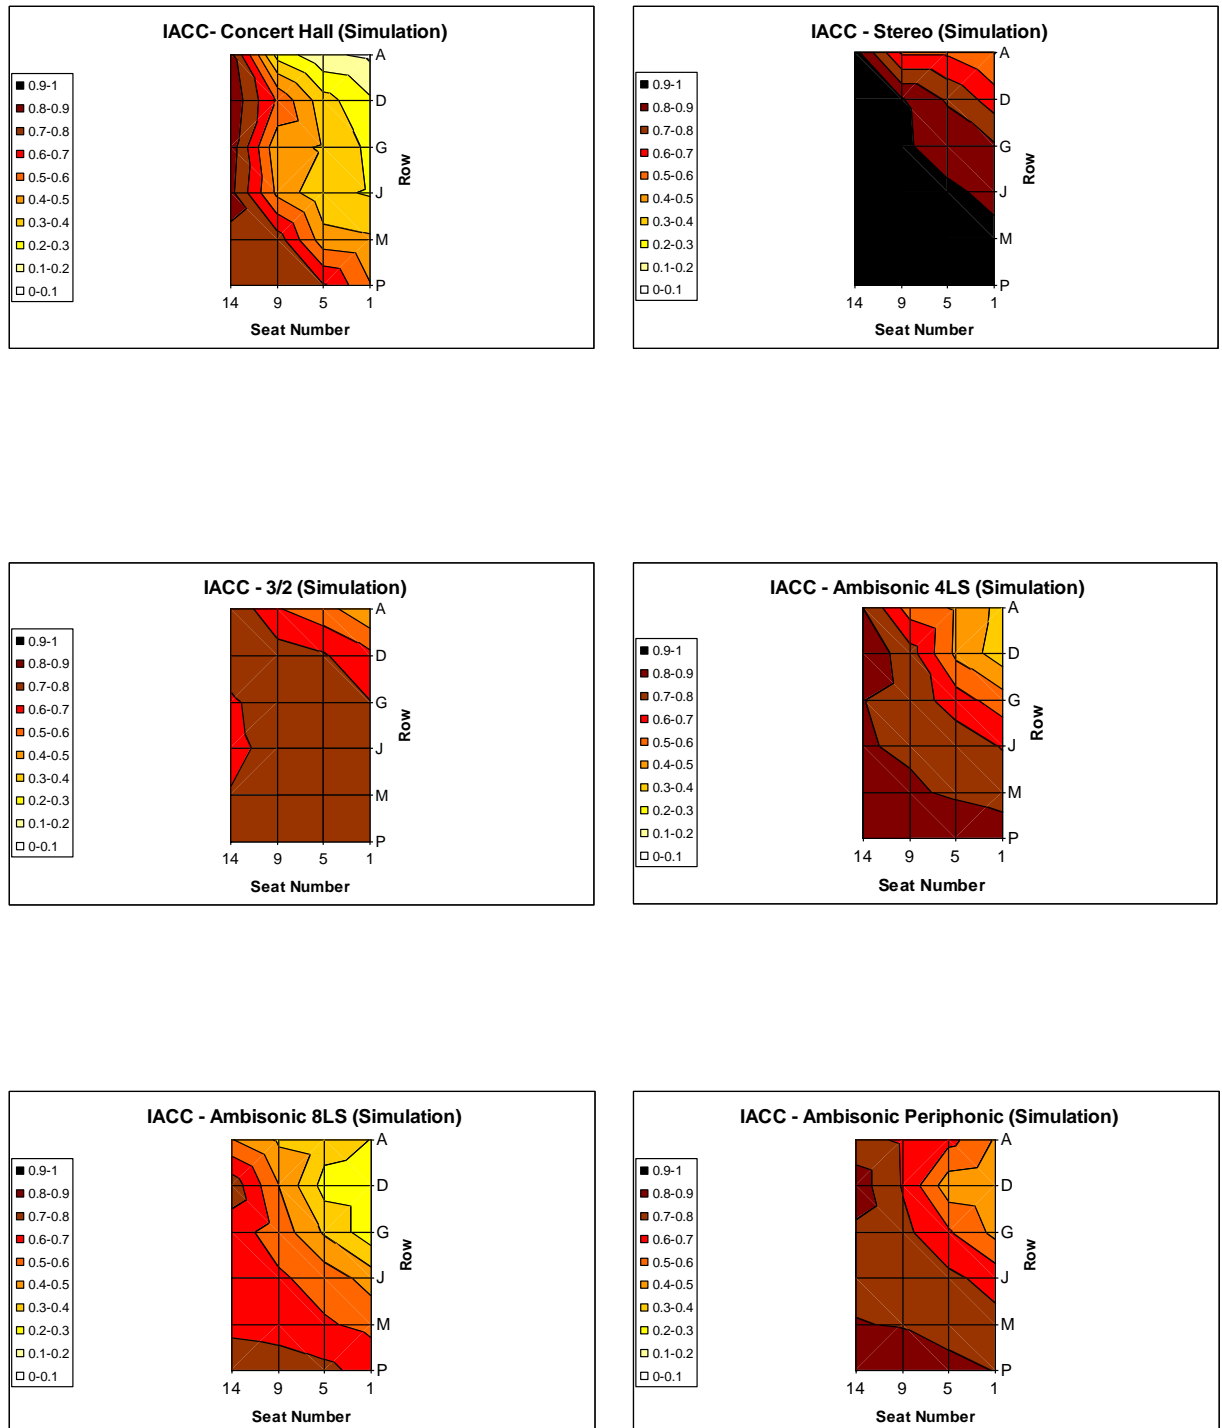 IACC- Concert Hall (Simulation)
0.9-1
0.8-0.9
0.7-0.8
0.6-0.7
0.5-0.6
0.4-0.5
0.3-0.4
0.2-0.3
0.1-0.2
0-0.1
A
D
G
J
M
P
Row
14 9 5 1
Seat Number
IACC - Stereo (Simulation)
0.9-1
0.8-0.9
0.7-0.8
0.6-0.7
0.5-0.6
0.4-0.5
0.3-0.4
0.2-0.3
0.1-0.2
0-0.1
A
D
G
J
M
P
Row
14 9 5 1
Seat Number
IACC - 3/2 (Simulation)
0.9-1
0.8-0.9
0.7-0.8
0.6-0.7
0.5-0.6
0.4-0.5
0.3-0.4
0.2-0.3
0.1-0.2
0-0.1
A
D
G
J
M
P
Row
14 9 5 1
Seat Number
IACC - Ambisonic 4LS (Simulation)
0.9-1
0.8-0.9
0.7-0.8
0.6-0.7
0.5-0.6
0.4-0.5
0.3-0.4
0.2-0.3
0.1-0.2
0-0.1
A
D
G
J
M
P
Row
14 9 5 1
Seat Number
IACC - Ambisonic 8LS (Simulation)
0.9-1
0.8-0.9
0.7-0.8
0.6-0.7
0.5-0.6
0.4-0.5
0.3-0.4
0.2-0.3
0.1-0.2
0-0.1
A
D
G
J
M
P
Row
14 9 5 1
Seat Number
IACC - Ambisonic Periphonic (Simulation)
0.9-1
0.8-0.9
0.7-0.8
0.6-0.7
0.5-0.6
0.4-0.5
0.3-0.4
0.2-0.3
0.1-0.2
0-0.1
A
D
G
J
M
P
Row
14 9 5 1
Seat Number